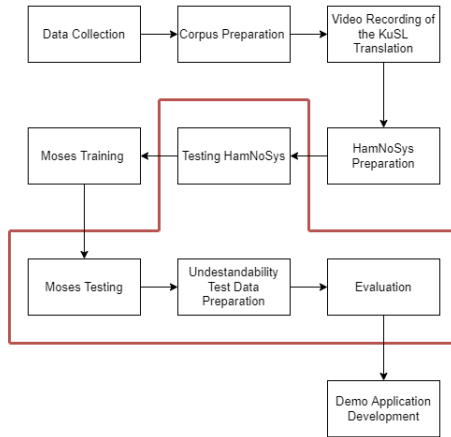 Data Collection
Corpus Preparation
Video Recording of
the KuSL
Translation
Moses Training
Testing HamNoSys
HamNoSys
Preparation
Moses Testing
Undestandability
Test Data
Preparation
Evaluation
Demo Application
Development